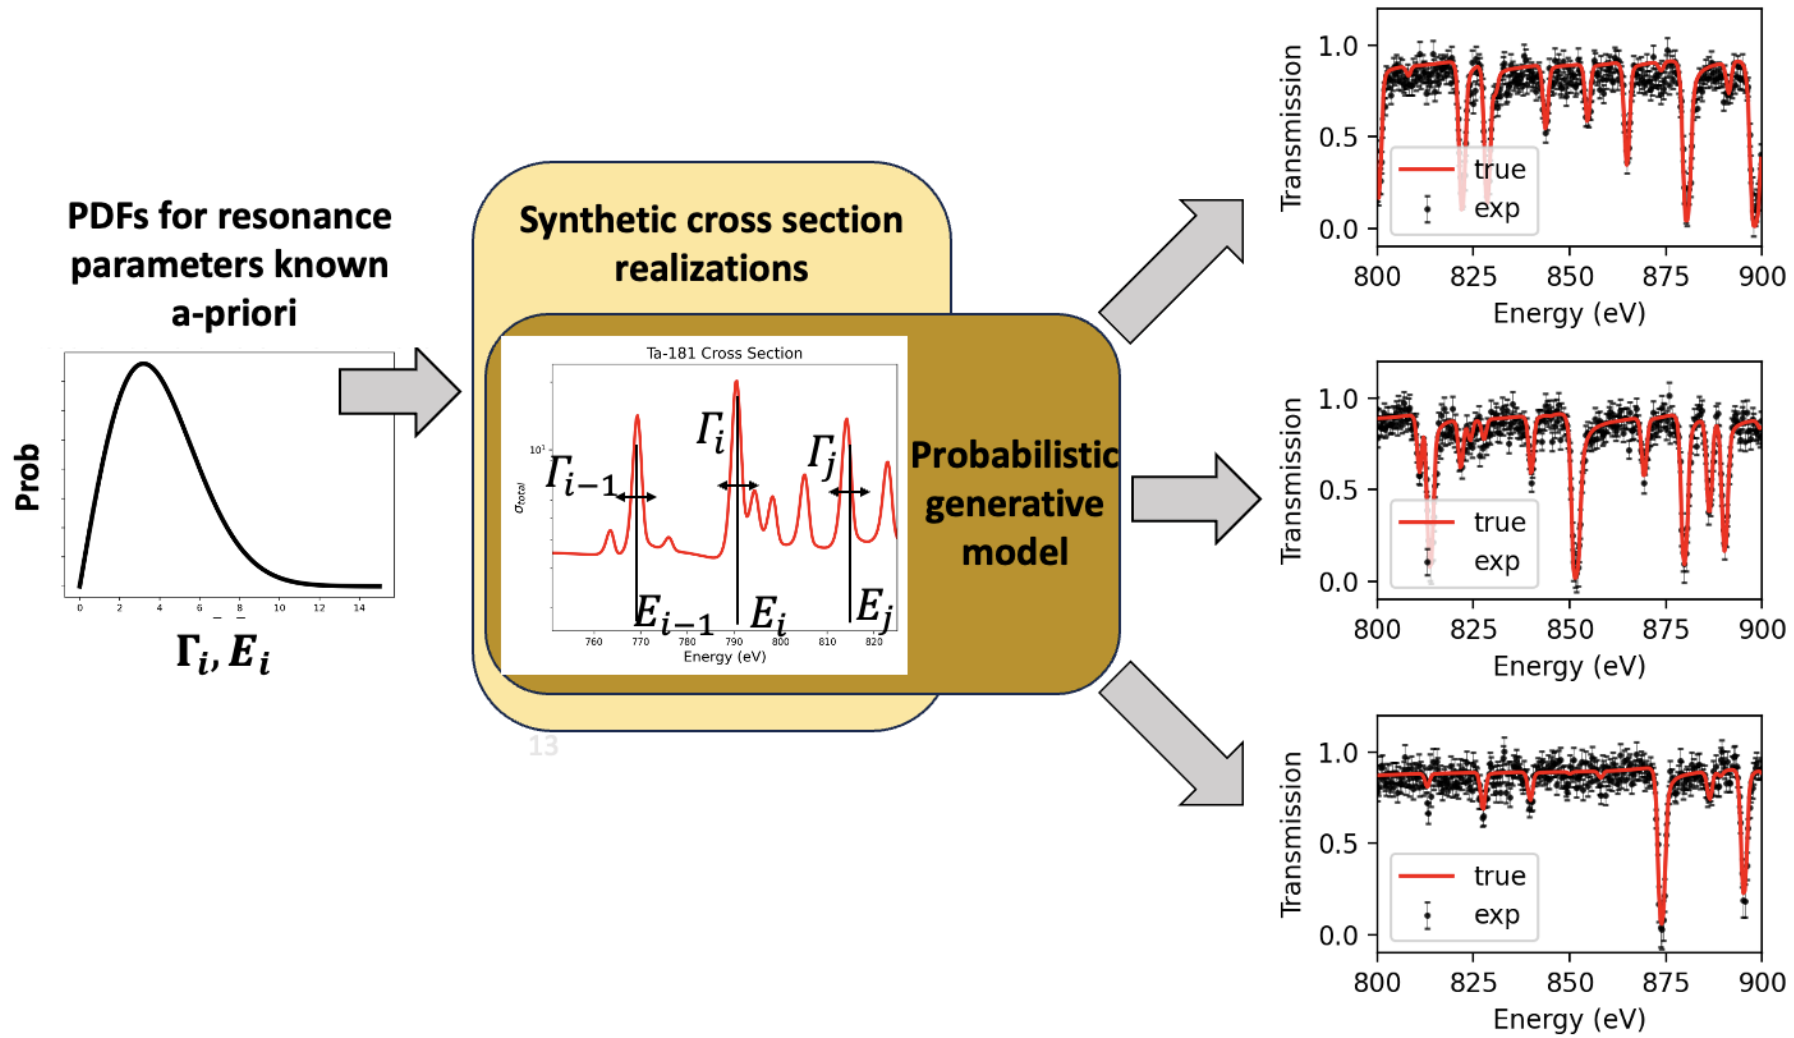 PDFs for resonance
parameters known
a-priori
Prob
0 2 4 6 8 10 12 14
Γᵢ, Eᵢ
Synthetic cross section
realizations
Ta-181 Cross Section
σtotal
10¹
Γᵢ₋₁
Γᵢ
Γⱼ
Eᵢ₋₁
Eᵢ
Eⱼ
760 770 780 790 800 810 820
Energy (eV)
Probabilistic
generative
model
13
Transmission
1.0
0.5
0.0
true
exp
800 825 850 875 900
Energy (eV)
Transmission
1.0
0.5
0.0
true
exp
800 825 850 875 900
Energy (eV)
Transmission
1.0
0.5
0.0
true
exp
800 825 850 875 900
Energy (eV)